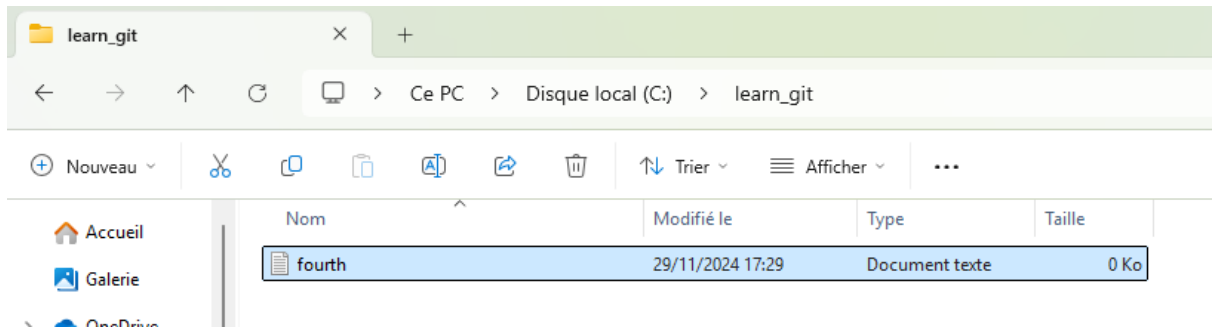 learn_git
Ce PC > Disque local (C:) > learn_git
Nouveau Trier Afficher
Nom Modifié le Type Taille
Accueil
fourth 29/11/2024 17:29 Document texte 0 Ko
Galerie
OneDrive